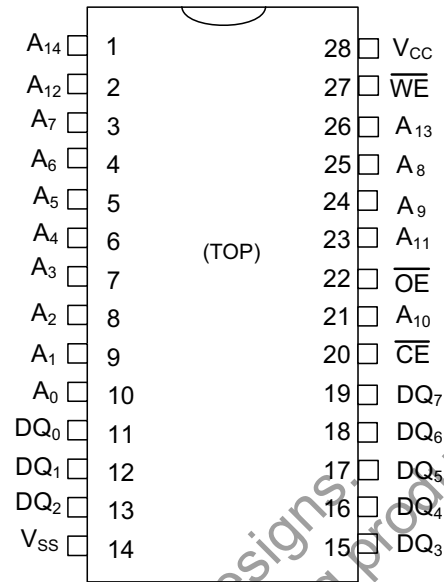 A14 1 28 VCC
A12 2 27 WE
A7 3 26 A13
A6 4 25 A8
A5 5 24 A9
A4 6 23 A11
(TOP)
A3 7 22 OE
A2 8 21 A10
A1 9 20 CE
A0 10 19 DQ7
DQ0 11 18 DQ6
DQ1 12 17 DQ5
DQ2 13 16 DQ4
VSS 14 15 DQ3
signs.